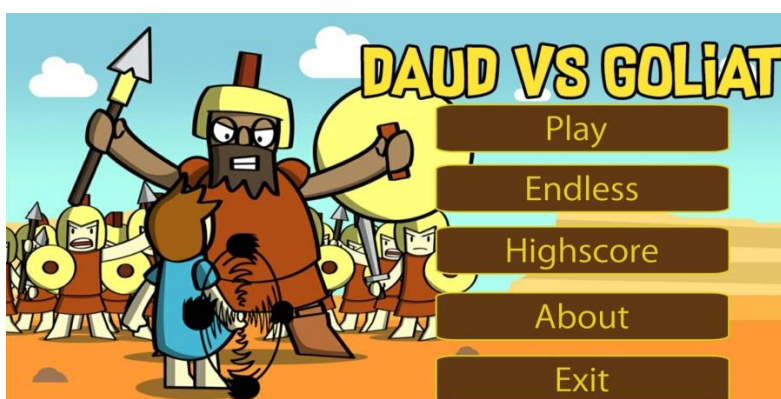 DAUD VS GOLiAT
Play
Endless
Highscore
About
Exit